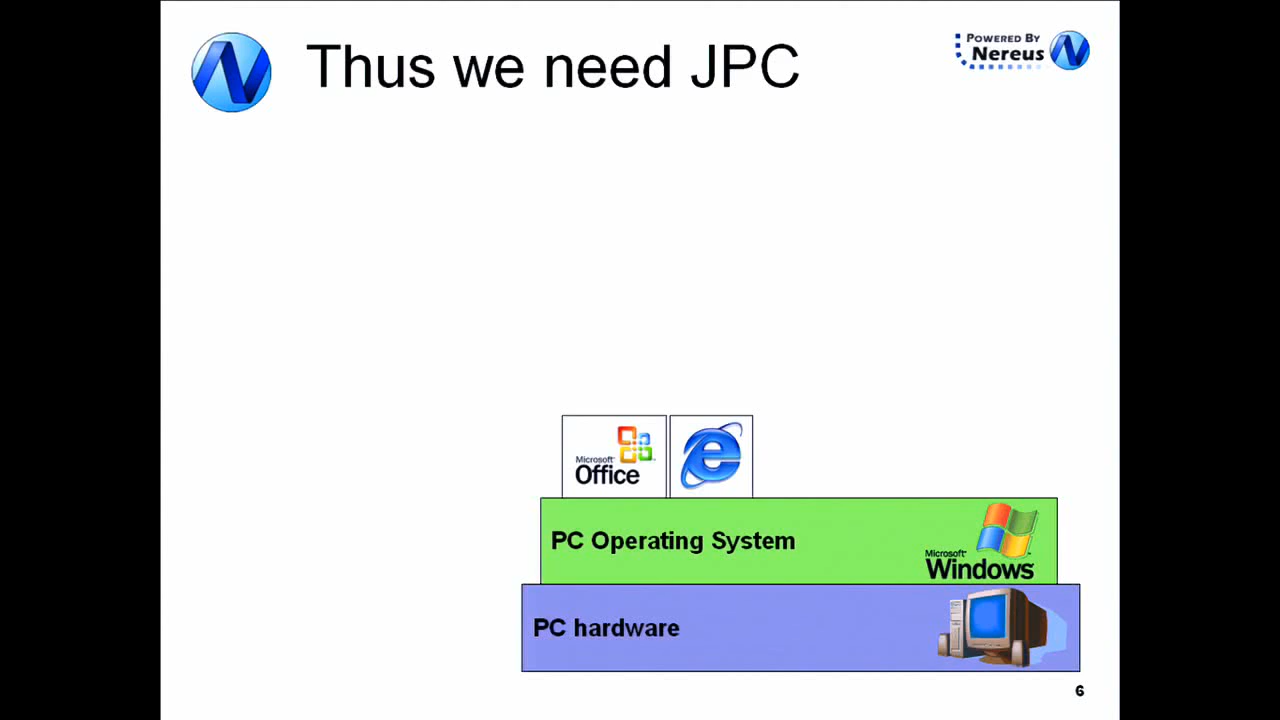 Thus we need JPC
POWERED BY
Nereus
Microsoft
Office
PC Operating System
Microsoft
Windows
PC hardware
6